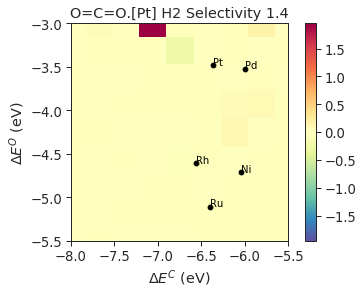 O=C=O.[Pt] H2 Selectivity 1.4
−3.0
−3.5
−4.0
−4.5
−5.0
−5.5
ΔE^O (eV)
Pt
Pd
Rh
Ni
Ru
−8.0 −7.5 −7.0 −6.5 −6.0 −5.5
ΔE^C (eV)
1.5
1.0
0.5
0.0
−0.5
−1.0
−1.5